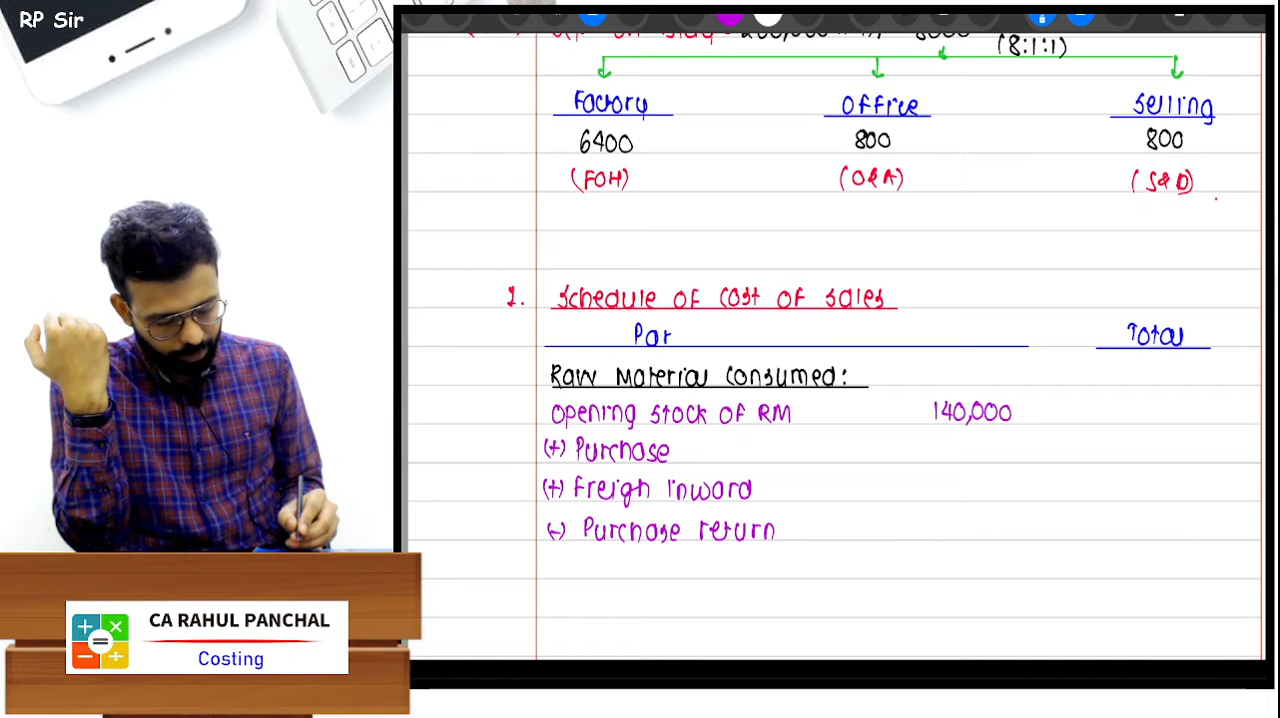 RP Sir
(8:1:1)
Factory Office Selling
6400 800 800
(FOH) (O&A) (S&D)
1. Schedule of cost of sales
Par Total
Raw Material Consumed:
Opening stock of RM 140,000
(+) Purchase
(+) Freigh inward
(-) Purchase return
CA RAHUL PANCHAL
Costing